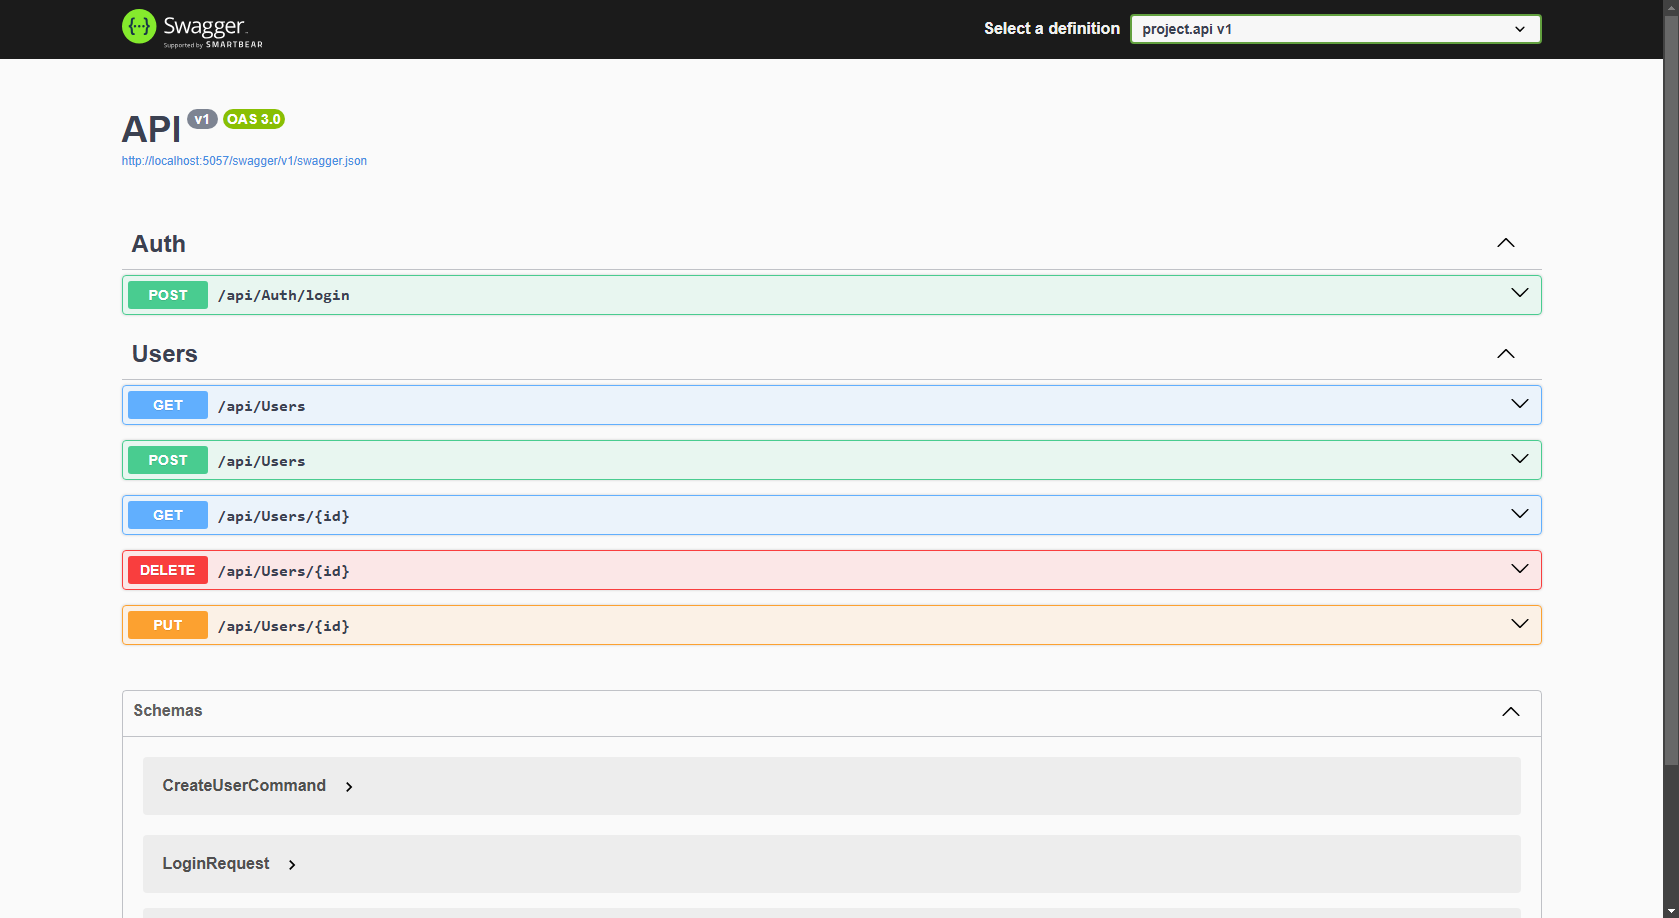 Swagger.
Supported by SMARTBEAR
Select a definition
project.api v1
API v1 OAS 3.0
http://localhost:5057/swagger/v1/swagger.json
Auth
POST /api/Auth/login
Users
GET /api/Users
POST /api/Users
GET /api/Users/{id}
DELETE /api/Users/{id}
PUT /api/Users/{id}
Schemas
CreateUserCommand
LoginRequest